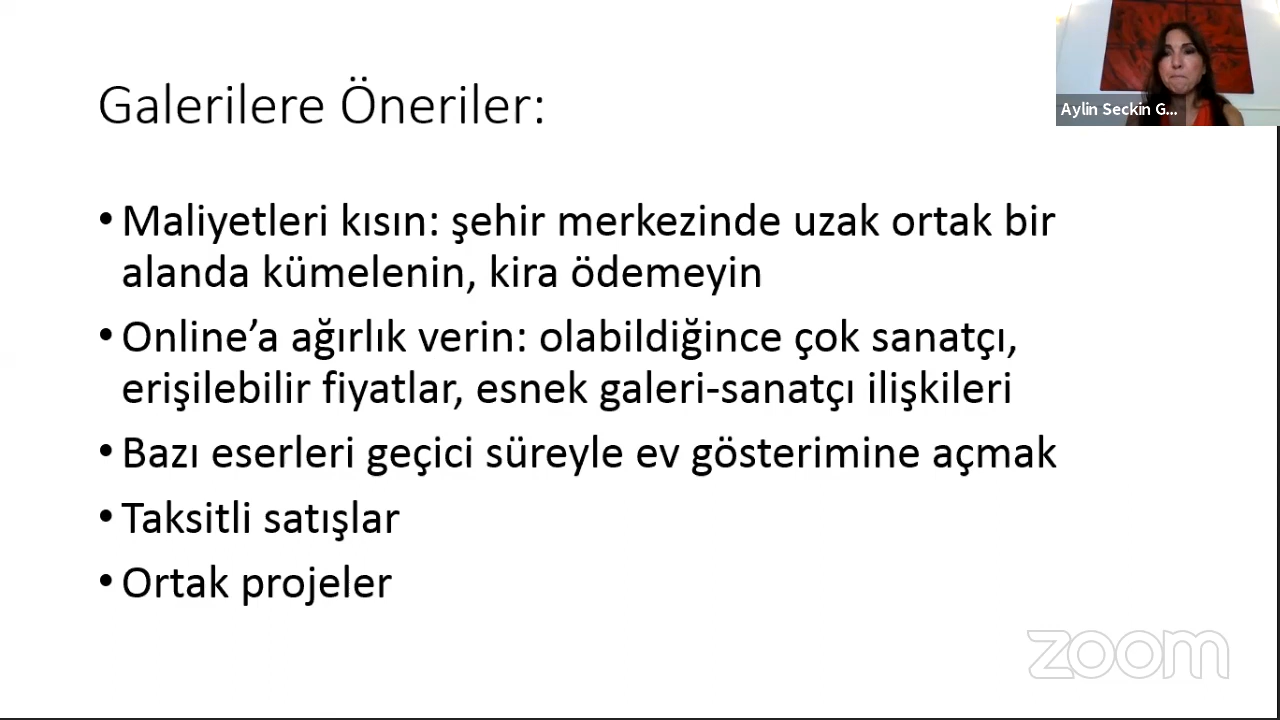 Galerilere Öneriler:
Aylin Seckin G...
• Maliyetleri kısın: şehir merkezinde uzak ortak bir
alanda kümelenin, kira ödemeyin
• Online’a ağırlık verin: olabildiğince çok sanatçı,
erişilebilir fiyatlar, esnek galeri-sanatçı ilişkileri
• Bazı eserleri geçici süreyle ev gösterimine açmak
• Taksitli satışlar
• Ortak projeler
zoom